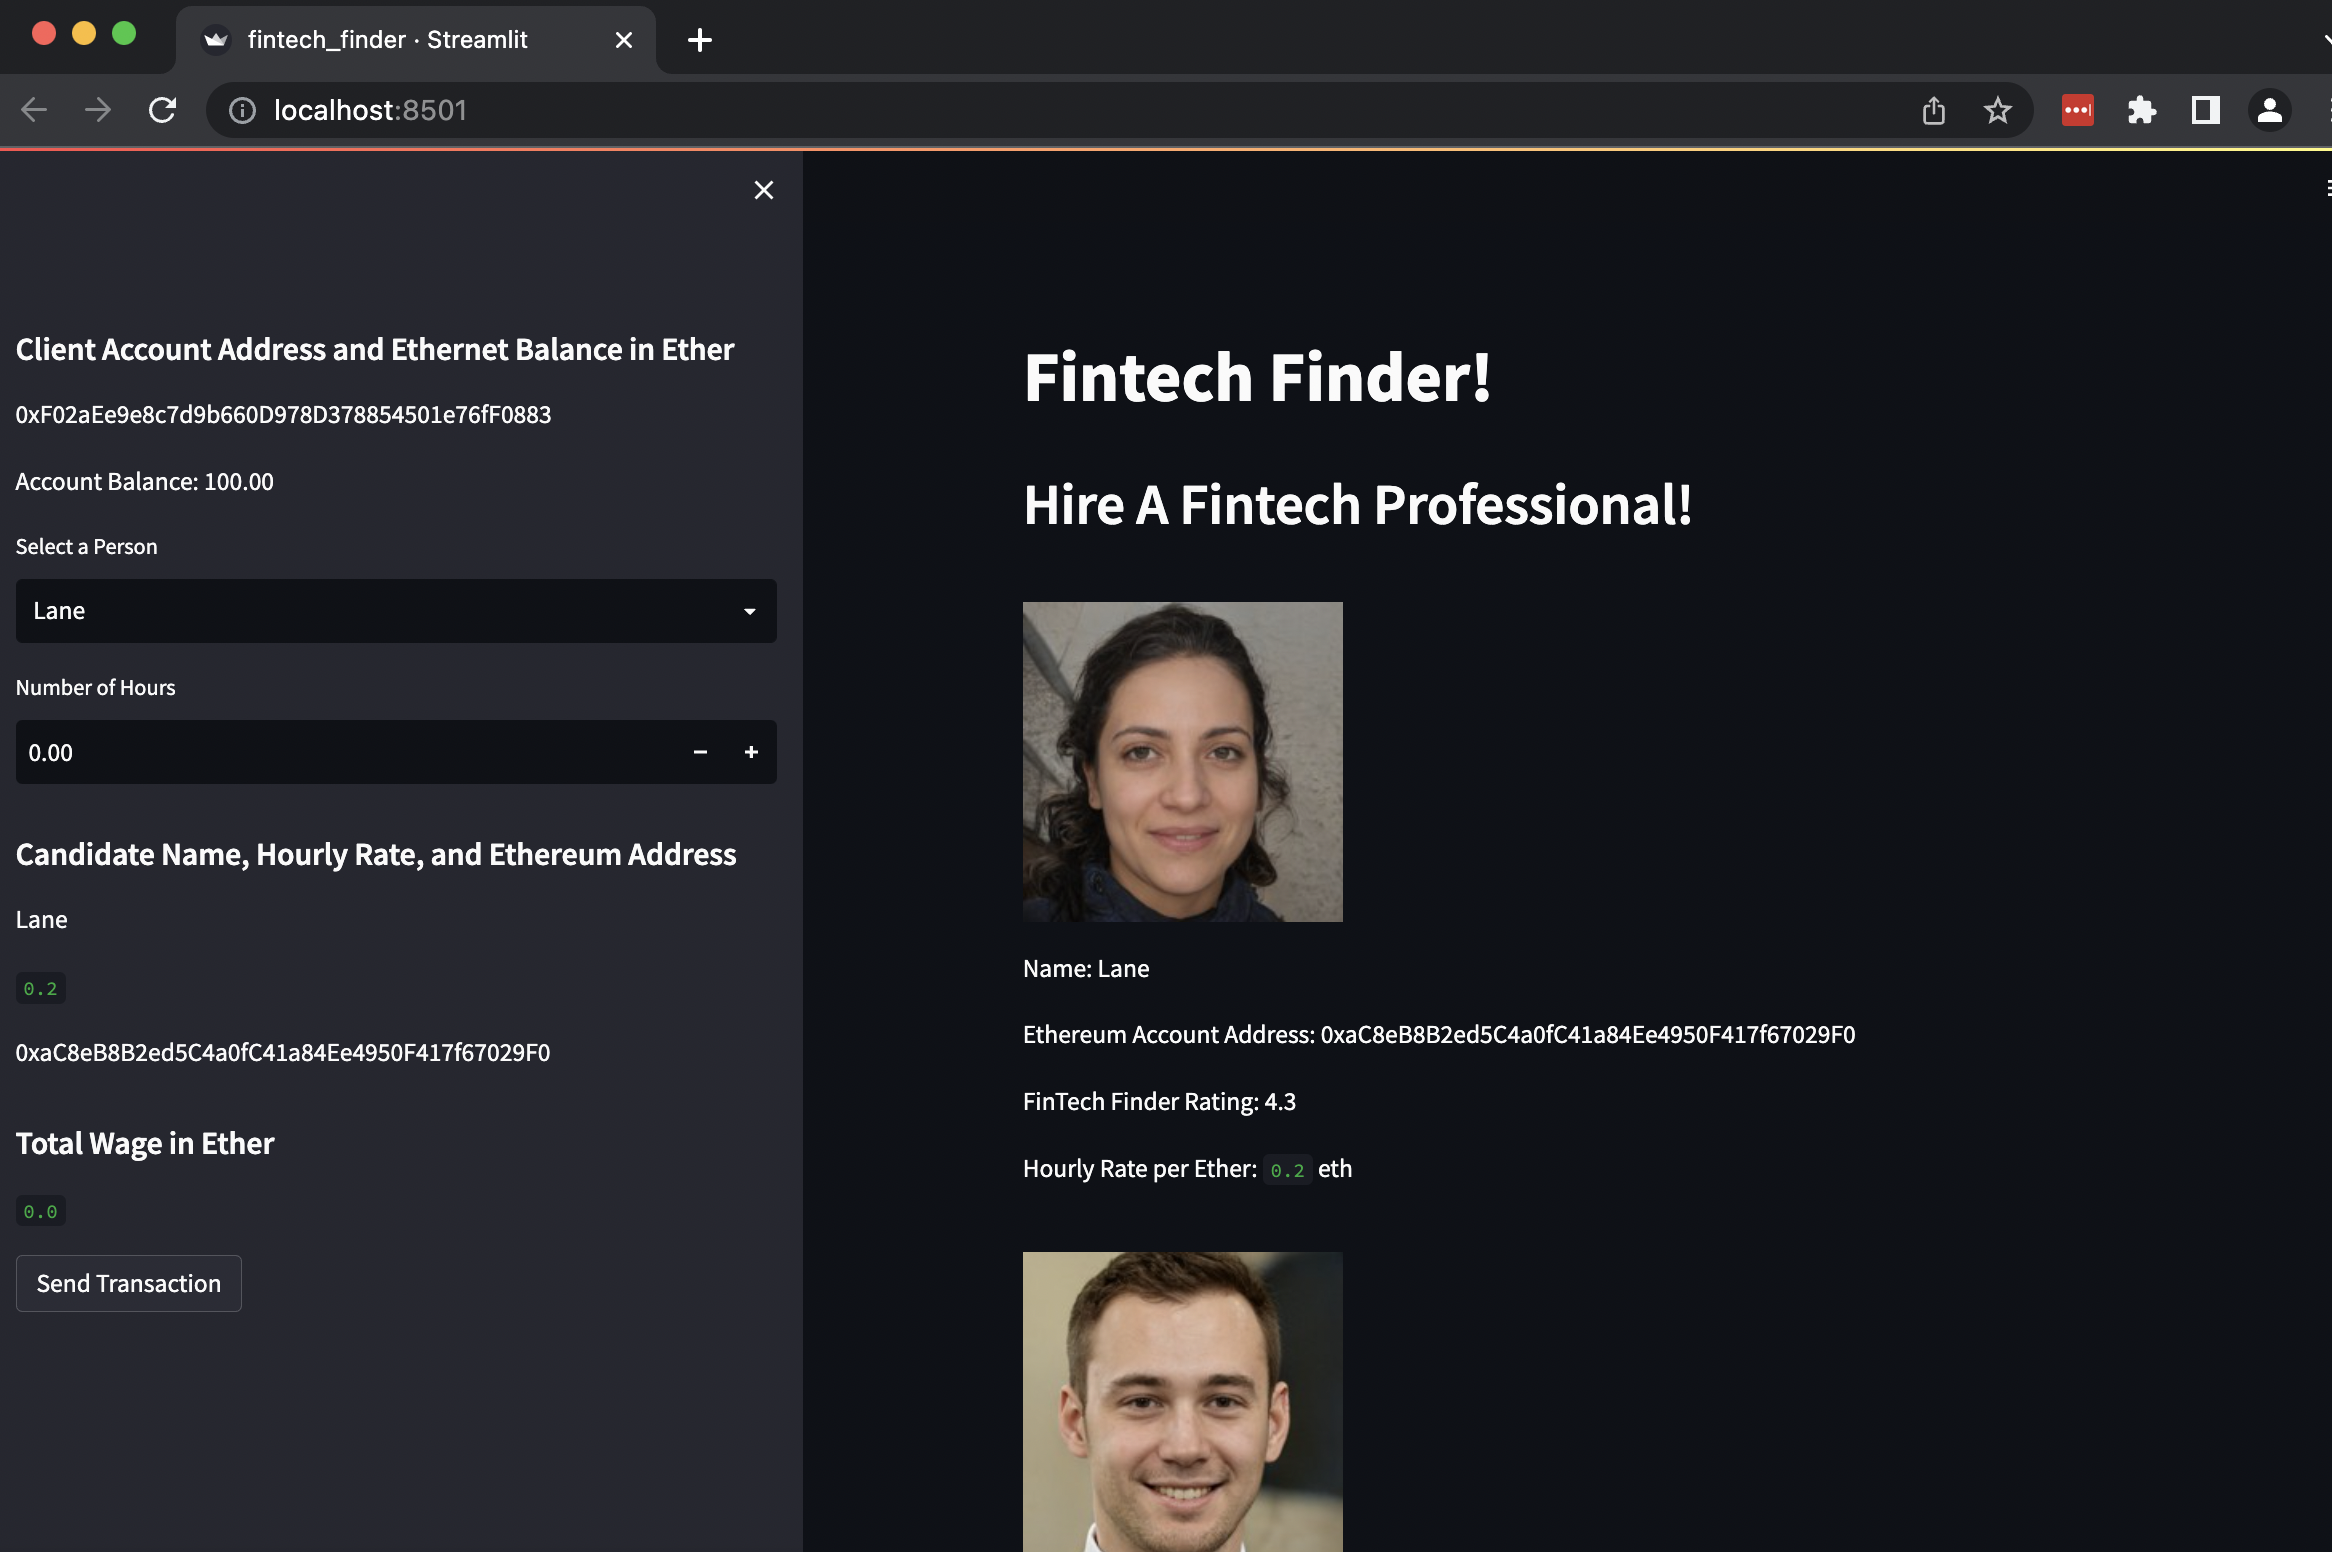 fintech_finder · Streamlit
localhost:8501
Client Account Address and Ethernet Balance in Ether
0xF02aEe9e8c7d9b660D978D378854501e76fF0883
Account Balance: 100.00
Select a Person
Lane
Number of Hours
0.00
Candidate Name, Hourly Rate, and Ethereum Address
Lane
0.2
0xaC8eB8B2ed5C4a0fC41a84Ee4950F417f67029F0
Total Wage in Ether
0.0
Send Transaction
Fintech Finder!
Hire A Fintech Professional!
Name: Lane
Ethereum Account Address: 0xaC8eB8B2ed5C4a0fC41a84Ee4950F417f67029F0
FinTech Finder Rating: 4.3
Hourly Rate per Ether: 0.2 eth